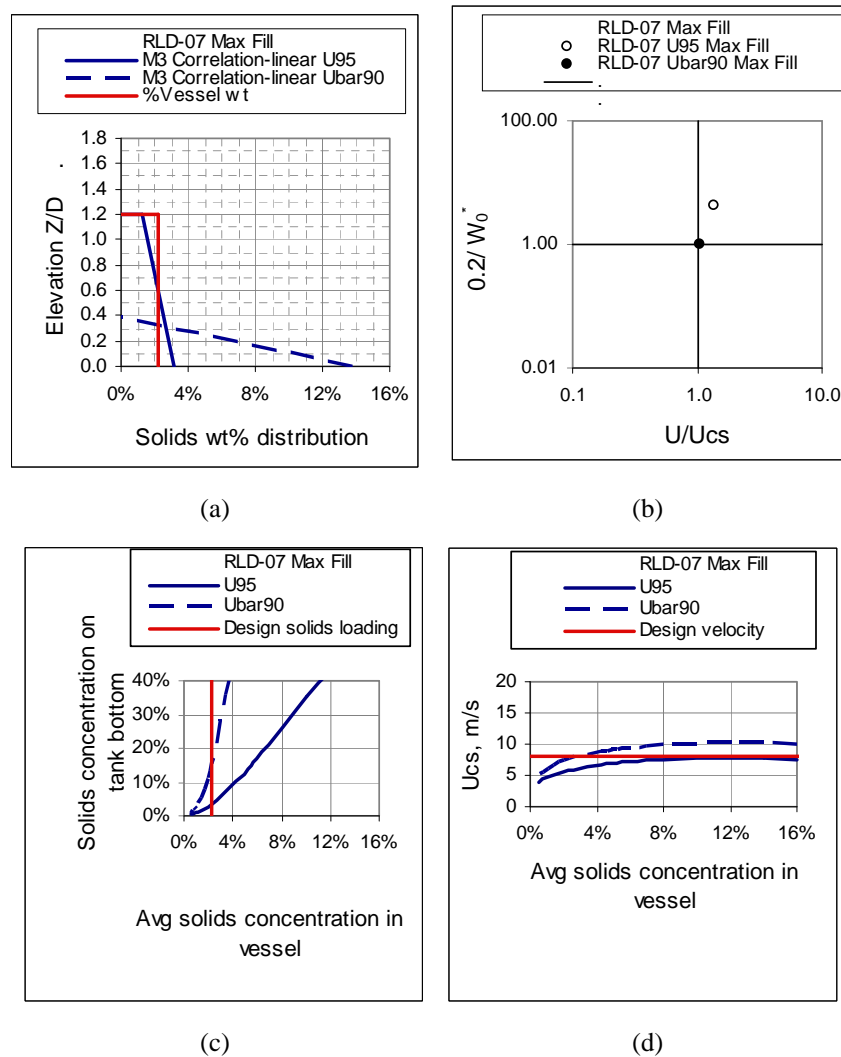 RLD-07 Max Fill
M3 Correlation-linear U95
M3 Correlation-linear Ubar90
%Vessel wt
1.8
1.6
1.4
1.2
1.0
0.8
0.6
0.4
0.2
0.0
Elevation Z/D
0% 4% 8% 12% 16%
Solids wt% distribution
(a)
RLD-07 Max Fill
RLD-07 U95 Max Fill
RLD-07 Ubar90 Max Fill
.
.
100.00
1.00
0.01
0.2/ W0*
0.1 1.0 10.0
U/Ucs
(b)
RLD-07 Max Fill
U95
Ubar90
Design solids loading
40%
30%
20%
10%
0%
Solids concentration on
tank bottom
0% 4% 8% 12% 16%
Avg solids concentration in
vessel
(c)
RLD-07 Max Fill
U95
Ubar90
Design velocity
20
15
10
5
0
Ucs, m/s
0% 4% 8% 12% 16%
Avg solids concentration in
vessel
(d)